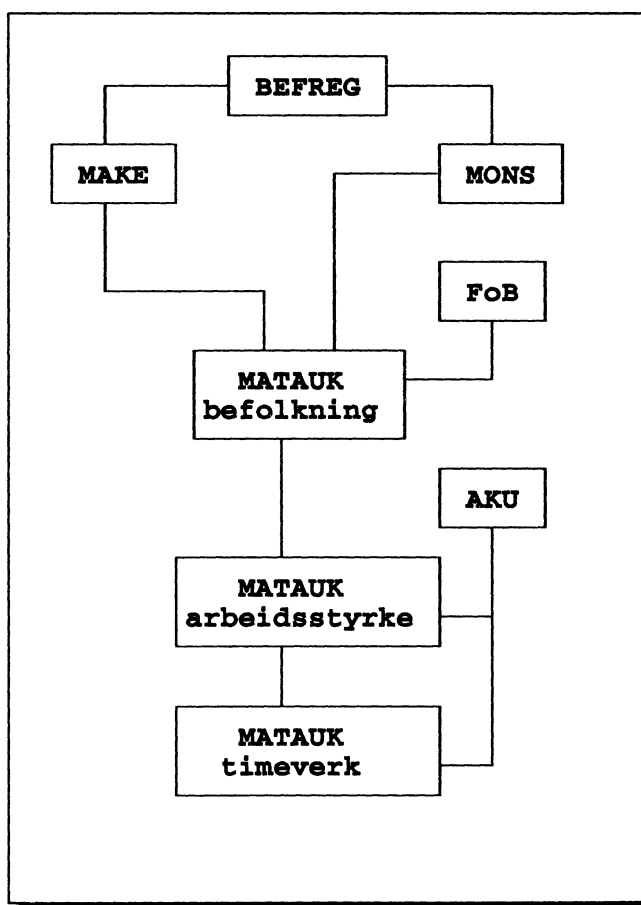 BEFREG
MAKE
MONS
FoB
MATAUK
befolkning
AKU
MATAUK
arbeidsstyrke
MATAUK
timeverk